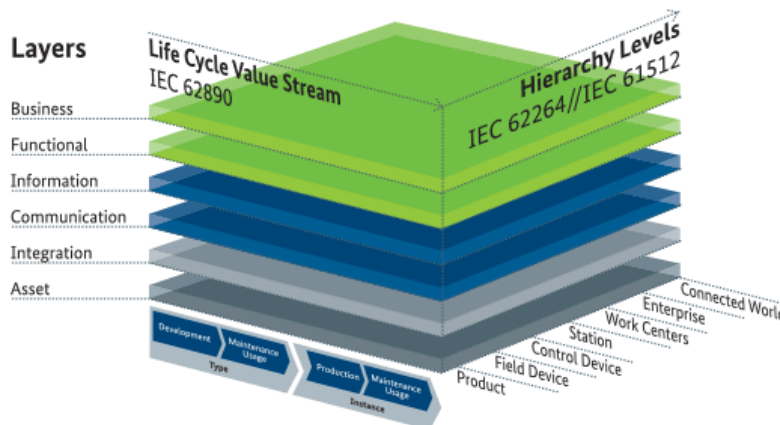 Layers
Life Cycle Value Stream
IEC 62890
Hierarchy Levels
IEC 62264//IEC 61512
Business
Functional
Information
Communication
Integration
Asset
Development
Maintenance
Usage
Type
Production
Maintenance
Usage
Instance
Product
Field Device
Control Device
Station
Work Centers
Enterprise
Connected World